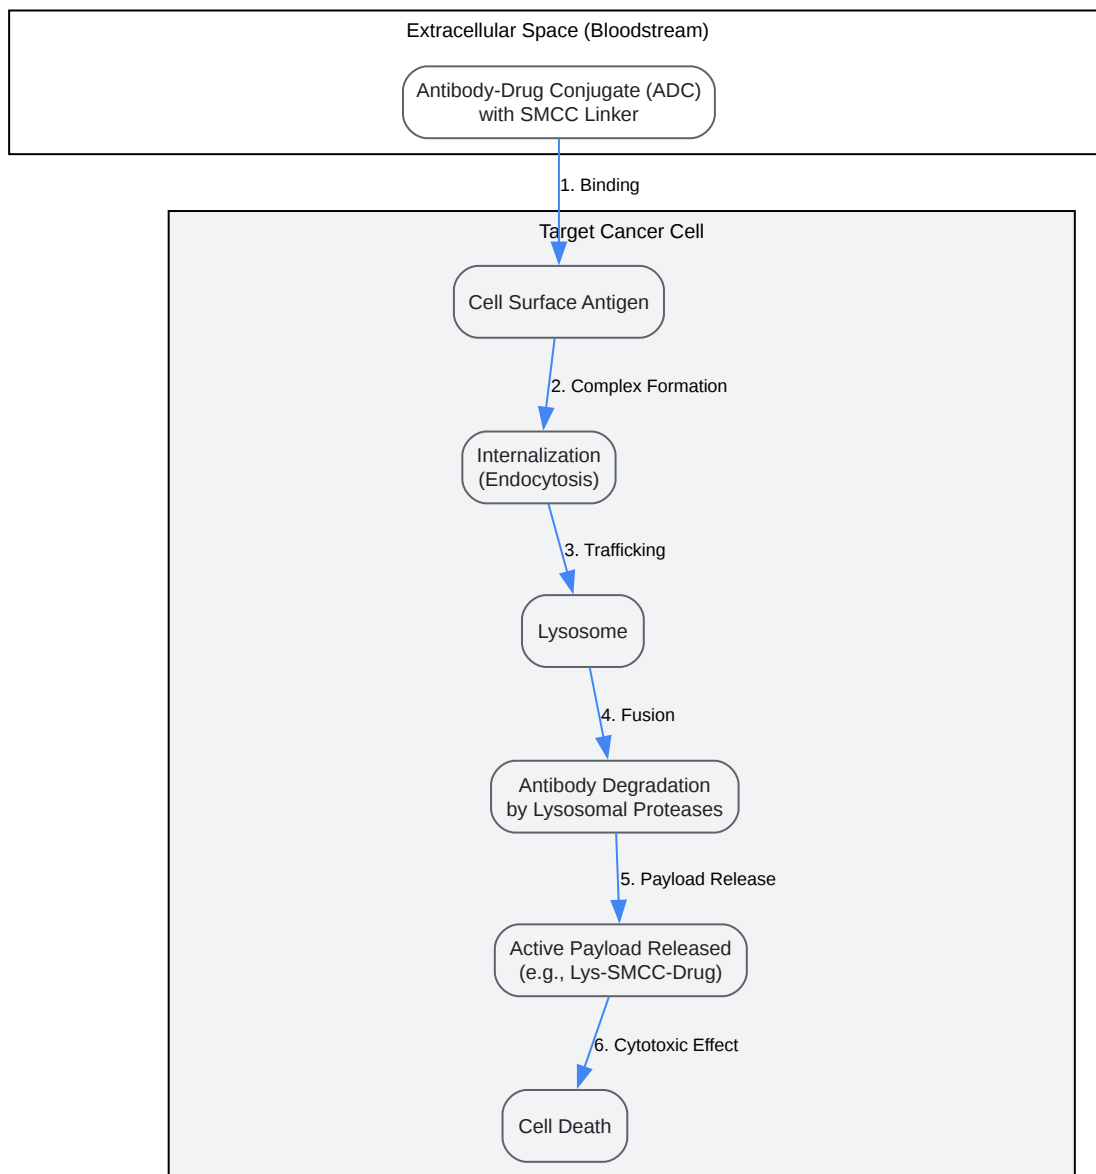 Extracellular Space (Bloodstream)
Antibody-Drug Conjugate (ADC)
with SMCC Linker
1. Binding
Target Cancer Cell
Cell Surface Antigen
2. Complex Formation
Internalization
(Endocytosis)
3. Trafficking
Lysosome
4. Fusion
Antibody Degradation
by Lysosomal Proteases
5. Payload Release
Active Payload Released
(e.g., Lys-SMCC-Drug)
6. Cytotoxic Effect
Cell Death